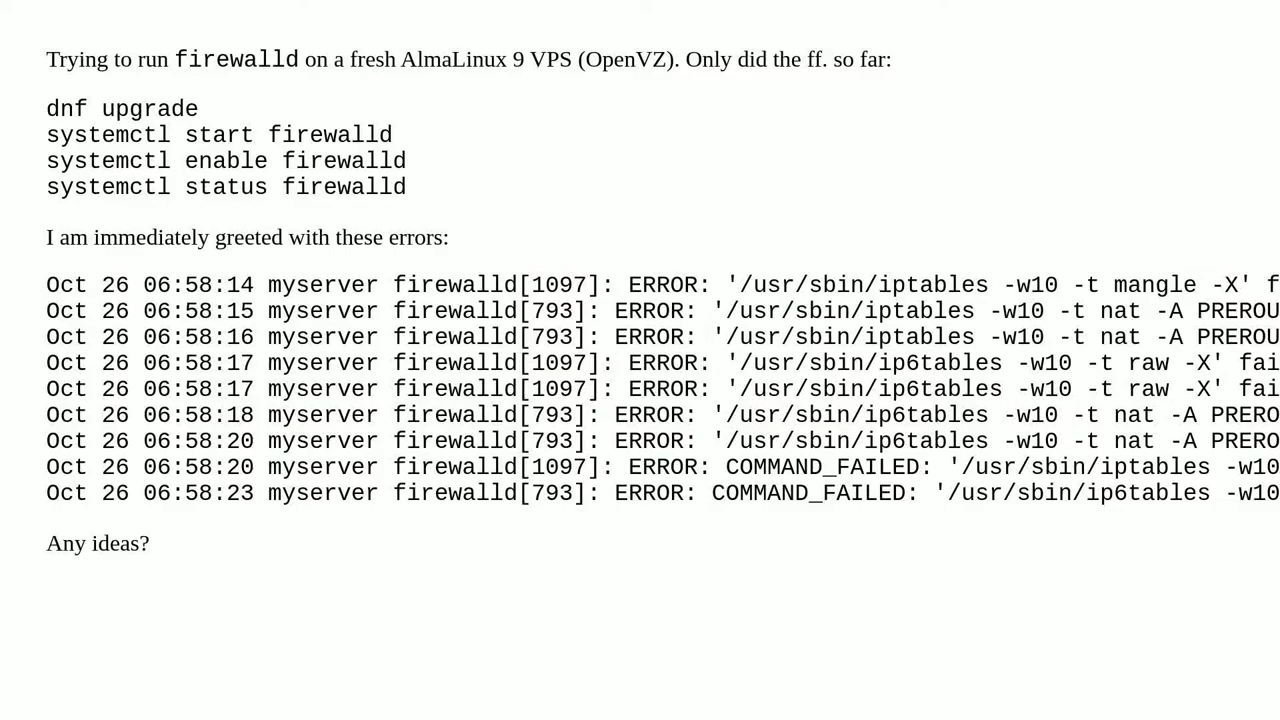 Trying to run firewalld on a fresh AlmaLinux 9 VPS (OpenVZ). Only did the ff. so far:
dnf upgrade
systemctl start firewalld
systemctl enable firewalld
systemctl status firewalld
I am immediately greeted with these errors:
Oct 26 06:58:14 myserver firewalld[1097]: ERROR: '/usr/sbin/iptables -w10 -t mangle -X' f
Oct 26 06:58:15 myserver firewalld[793]: ERROR: '/usr/sbin/iptables -w10 -t nat -A PREROU
Oct 26 06:58:16 myserver firewalld[793]: ERROR: '/usr/sbin/iptables -w10 -t nat -A PREROU
Oct 26 06:58:17 myserver firewalld[1097]: ERROR: '/usr/sbin/ip6tables -w10 -t raw -X' fai
Oct 26 06:58:17 myserver firewalld[1097]: ERROR: '/usr/sbin/ip6tables -w10 -t raw -X' fai
Oct 26 06:58:18 myserver firewalld[793]: ERROR: '/usr/sbin/ip6tables -w10 -t nat -A PRERO
Oct 26 06:58:20 myserver firewalld[793]: ERROR: '/usr/sbin/ip6tables -w10 -t nat -A PRERO
Oct 26 06:58:20 myserver firewalld[1097]: ERROR: COMMAND_FAILED: '/usr/sbin/iptables -w10
Oct 26 06:58:23 myserver firewalld[793]: ERROR: COMMAND_FAILED: '/usr/sbin/ip6tables -w10
Any ideas?